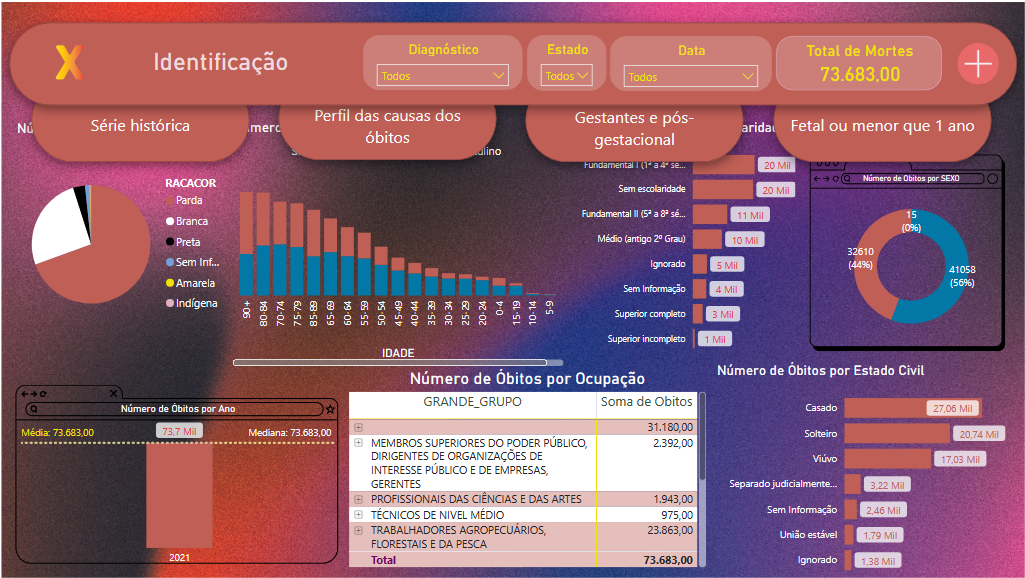 X
Identificação
Diagnóstico
Todos
Estado
Todos
Data
Todos
Total de Mortes
73.683,00
Série histórica
Perfil das causas dos
óbitos
Gestantes e pós-
gestacional
Fetal ou menor que 1 ano
RACACOR
Parda
Branca
Preta
Sem Inf...
Amarela
Indígena
90+
80-84
70-74
75-79
85-89
65-69
60-64
55-59
50-54
45-49
40-44
35-39
30-34
25-29
20-24
0-4
15-19
10-14
5-9
IDADE
Fundamental I (1ª a 4ª sé...
20 Mil
Sem escolaridade
20 Mil
Fundamental II (5ª a 8ª sé...
11 Mil
Médio (antigo 2º Grau)
10 Mil
Ignorado
5 Mil
Sem Informação
4 Mil
Superior completo
3 Mil
Superior incompleto
1 Mil
Número de Óbitos por SEXO
15
(0%)
32610
(44%)
41058
(56%)
Número de Óbitos por Ano
Média: 73.683,00
73,7 Mil
Mediana: 73.683,00
2021
Número de Óbitos por Ocupação
GRANDE_GRUPO Soma de Obitos
31.180,00
MEMBROS SUPERIORES DO PODER PÚBLICO, 2.392,00
DIRIGENTES DE ORGANIZAÇÕES DE
INTERESSE PÚBLICO E DE EMPRESAS,
GERENTES
PROFISSIONAIS DAS CIÊNCIAS E DAS ARTES 1.943,00
TÉCNICOS DE NIVEL MÉDIO 975,00
TRABALHADORES AGROPECUÁRIOS, 23.863,00
FLORESTAIS E DA PESCA
Total 73.683,00
Número de Óbitos por Estado Civil
Casado
27,06 Mil
Solteiro
20,74 Mil
Viúvo
17,03 Mil
Separado judicialmente...
3,22 Mil
Sem Informação
2,46 Mil
União estável
1,79 Mil
Ignorado
1,38 Mil